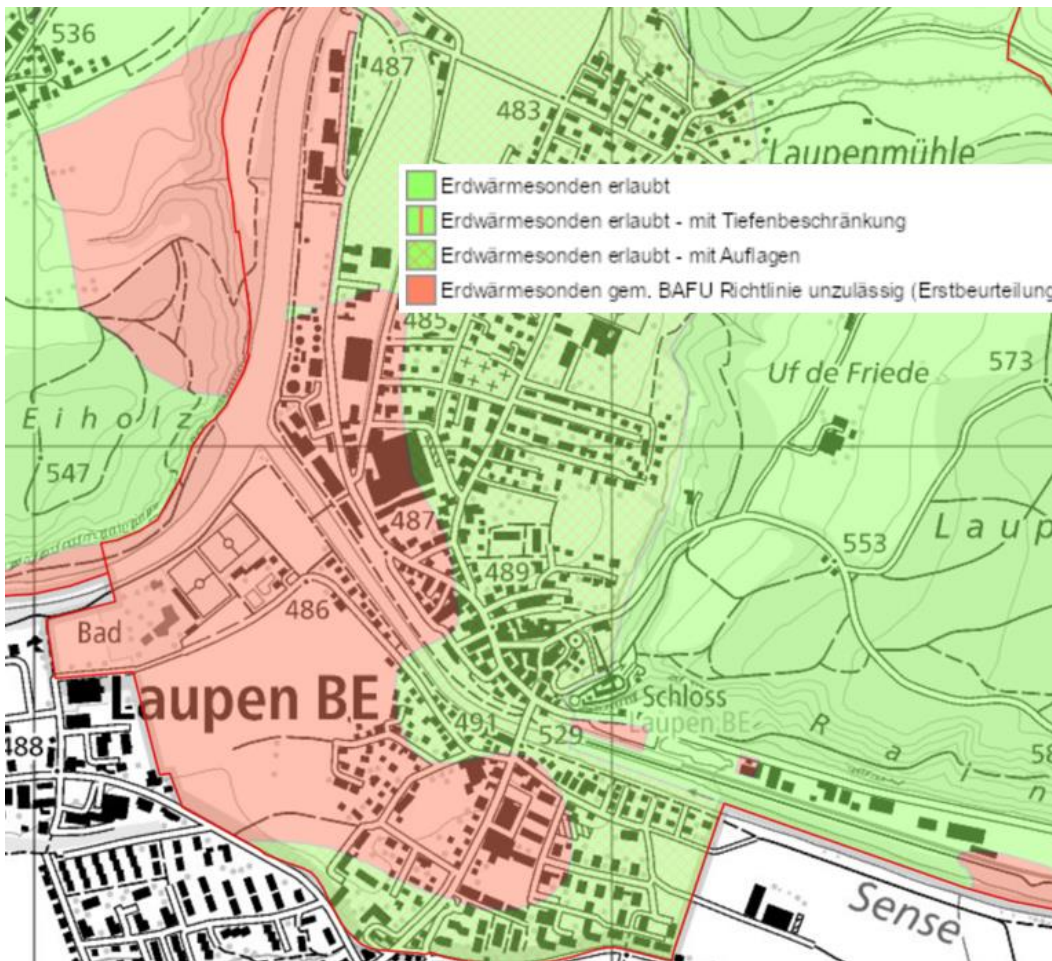 536
487
483
Laupenmühle
Erdwärmesonden erlaubt
Erdwärmesonden erlaubt - mit Tiefenbeschränkung
Erdwärmesonden erlaubt - mit Auflagen
Erdwärmesonden gem. BAFU Richtlinie unzulässig (Erstbeurteilung
485
Uf de Friede
573
Eiholz
547
487
553
Laup
489
486
Bad
Laupen BE
Schloss
Laupen BE
491
529
488
Rain
58
Sense